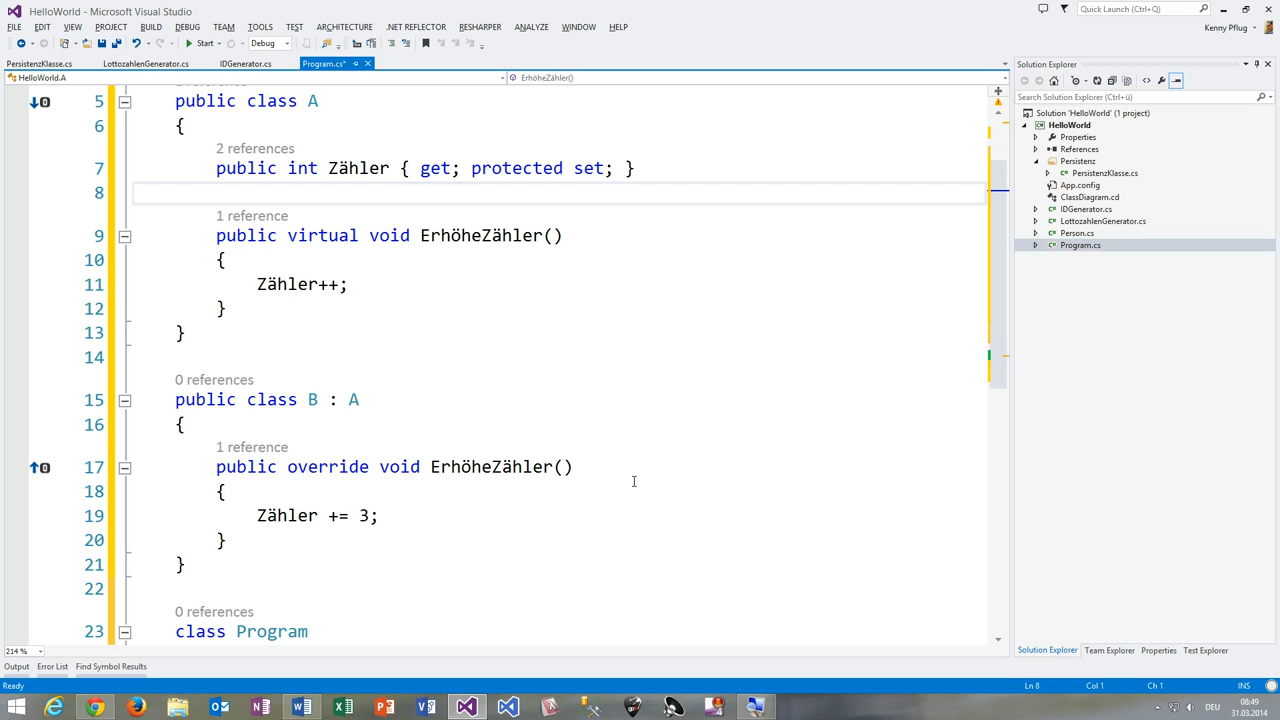 HelloWorld - Microsoft Visual Studio
Quick Launch (Ctrl+Q)
FILE EDIT VIEW PROJECT BUILD DEBUG TEAM TOOLS TEST ARCHITECTURE .NET REFLECTOR RESHARPER ANALYZE WINDOW HELP
Kenny Pflug
Start Debug
PersistenzKlasse.cs LottozahlenGenerator.cs IDGenerator.cs Program.cs*
HelloWorld.A ErhöheZähler()
5 public class A
6 {
2 references
7 public int Zähler { get; protected set; }
8
1 reference
9 public virtual void ErhöheZähler()
10 {
11 Zähler++;
12 }
13 }
14
0 references
15 public class B : A
16 {
1 reference
17 public override void ErhöheZähler()
18 {
19 Zähler += 3;
20 }
21 }
22
0 references
23 class Program
214 %
Solution Explorer
Search Solution Explorer (Ctrl+ü)
Solution 'HelloWorld' (1 project)
HelloWorld
Properties
References
Persistenz
PersistenzKlasse.cs
App.config
ClassDiagram.cd
IDGenerator.cs
LottozahlenGenerator.cs
Person.cs
Program.cs
Solution Explorer Team Explorer Properties Test Explorer
Output Error List Find Symbol Results
Ready Ln 8 Col 1 Ch 1 INS
DEU 08:49
31.03.2014